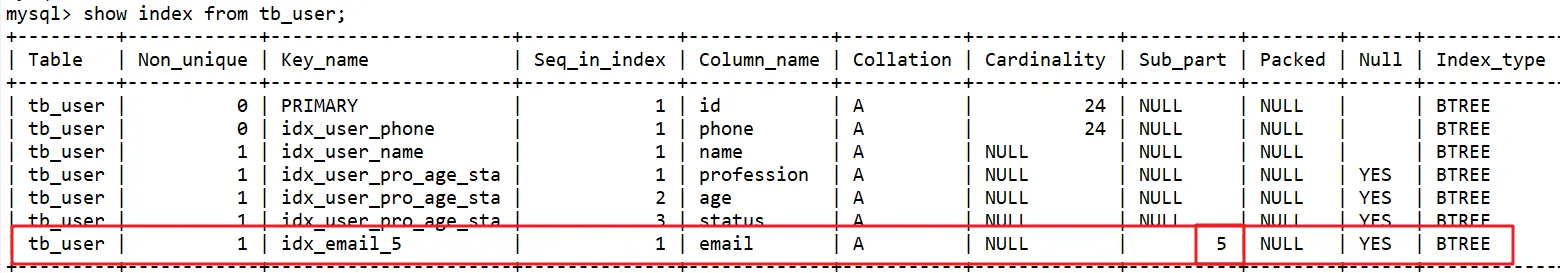 mysql> show index from tb_user;
+---------+------------+----------------------+--------------+-------------+-----------+-------------+----------+--------+------+------------
| Table   | Non_unique | Key_name             | Seq_in_index | Column_name | Collation | Cardinality | Sub_part | Packed | Null | Index_type
+---------+------------+----------------------+--------------+-------------+-----------+-------------+----------+--------+------+------------
| tb_user |          0 | PRIMARY              |            1 | id          | A         |          24 | NULL     | NULL   |      | BTREE
| tb_user |          0 | idx_user_phone       |            1 | phone       | A         |          24 | NULL     | NULL   |      | BTREE
| tb_user |          1 | idx_user_name        |            1 | name        | A         | NULL        | NULL     | NULL   |      | BTREE
| tb_user |          1 | idx_user_pro_age_sta |            1 | profession  | A         | NULL        | NULL     | NULL   | YES  | BTREE
| tb_user |          1 | idx_user_pro_age_sta |            2 | age         | A         | NULL        | NULL     | NULL   | YES  | BTREE
| tb_user |          1 | idx_user_pro_age_sta |            3 | status      | A         | NULL        | NULL     | NULL   | YES  | BTREE
| tb_user |          1 | idx_email_5          |            1 | email       | A         | NULL        |        5 | NULL   | YES  | BTREE
+---------+------------+----------------------+--------------+-------------+-----------+-------------+----------+--------+------+------------